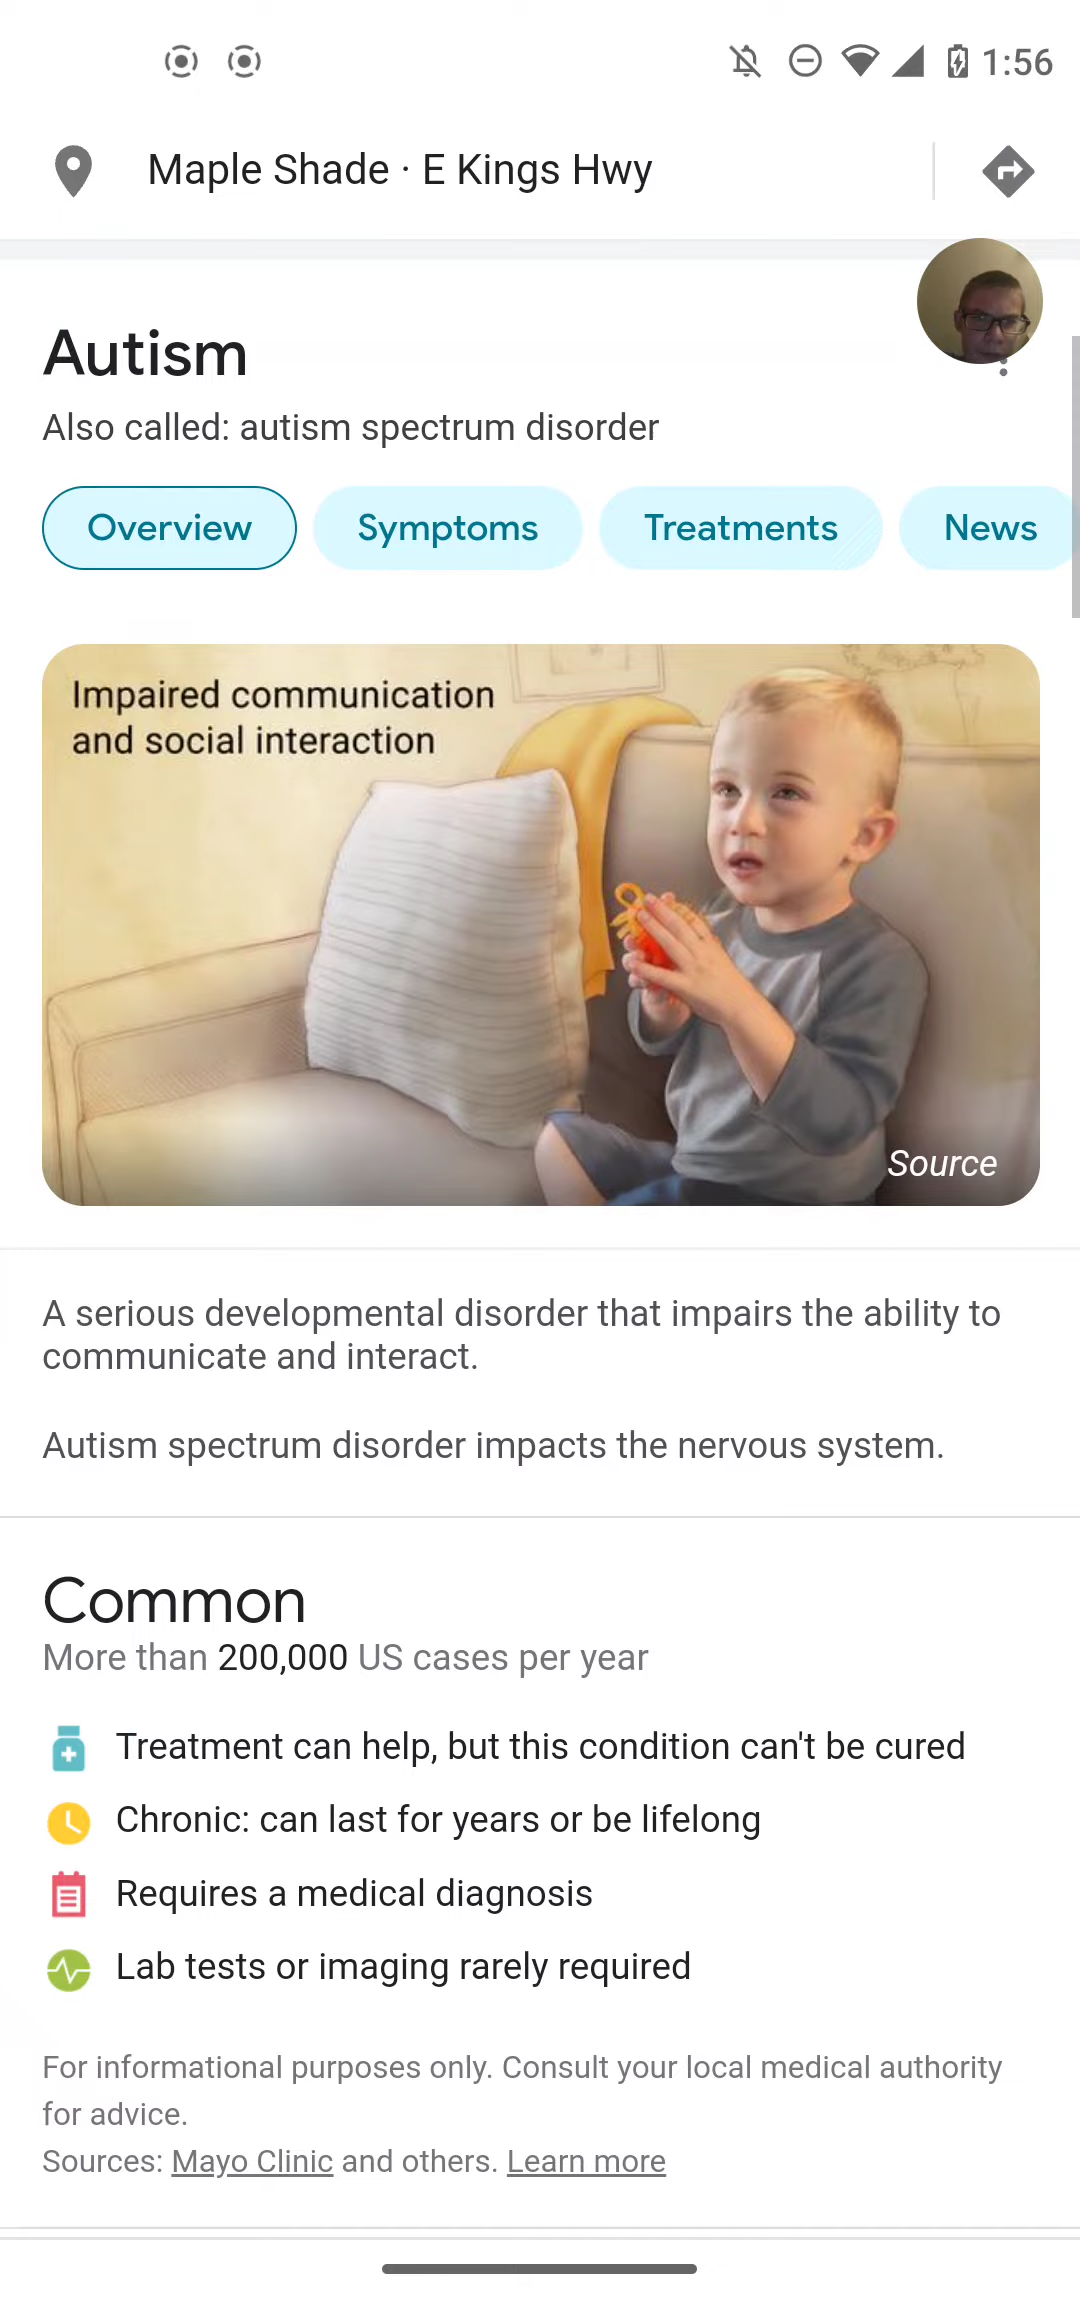 1:56
Maple Shade · E Kings Hwy
Autism
Also called: autism spectrum disorder
Overview Symptoms Treatments News
Impaired communication
and social interaction
Source
A serious developmental disorder that impairs the ability to
communicate and interact.
Autism spectrum disorder impacts the nervous system.
Common
More than 200,000 US cases per year
Treatment can help, but this condition can't be cured
Chronic: can last for years or be lifelong
Requires a medical diagnosis
Lab tests or imaging rarely required
For informational purposes only. Consult your local medical authority
for advice.
Sources: Mayo Clinic and others. Learn more